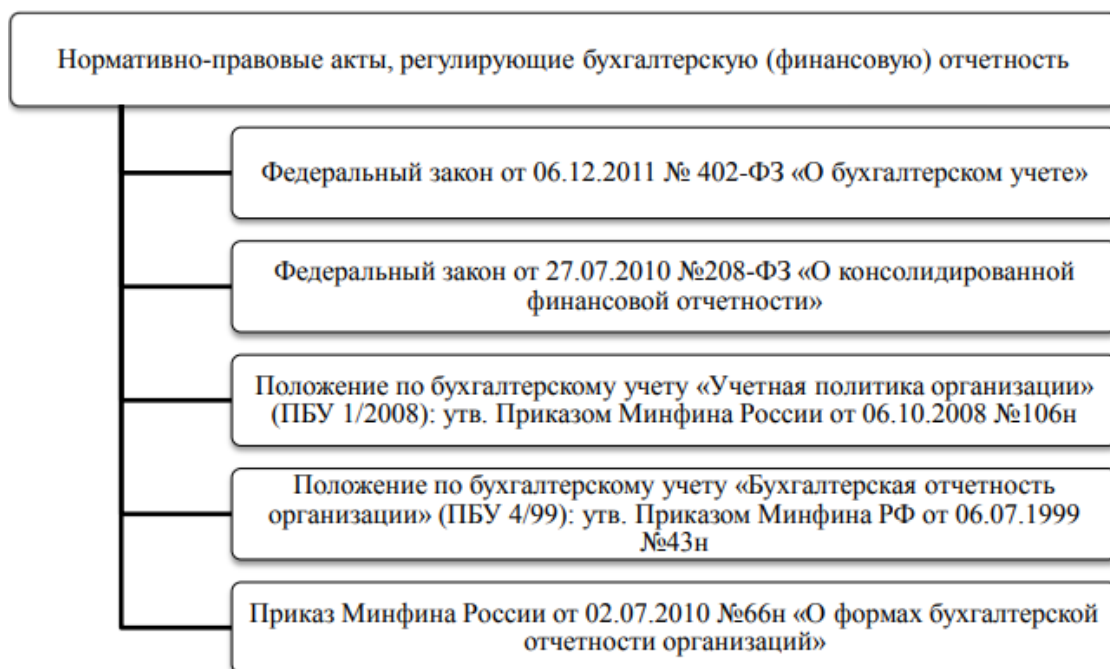 Нормативно-правовые акты, регулирующие бухгалтерскую (финансовую) отчетность
Федеральный закон от 06.12.2011 № 402-ФЗ «О бухгалтерском учете»
Федеральный закон от 27.07.2010 №208-ФЗ «О консолидированной
финансовой отчетности»
Положение по бухгалтерскому учету «Учетная политика организации»
(ПБУ 1/2008): утв. Приказом Минфина России от 06.10.2008 №106н
Положение по бухгалтерскому учету «Бухгалтерская отчетность
организации» (ПБУ 4/99): утв. Приказом Минфина РФ от 06.07.1999
№43н
Приказ Минфина России от 02.07.2010 №66н «О формах бухгалтерской
отчетности организаций»